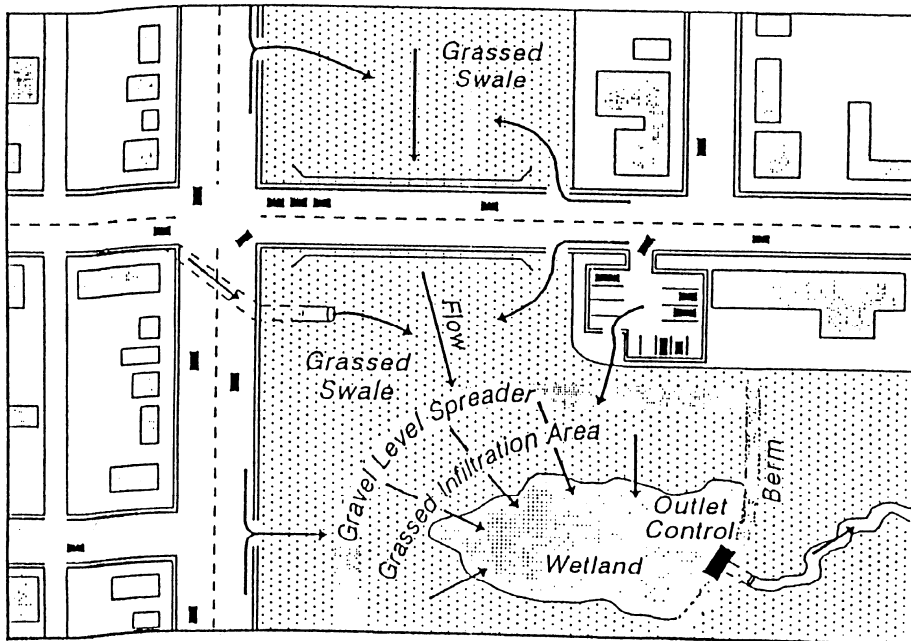 Grassed
Swale
Flow
Grassed
Swale
Gravel Level Spreader
Grassed Infiltration Area
Berm
Outlet
Control
Wetland